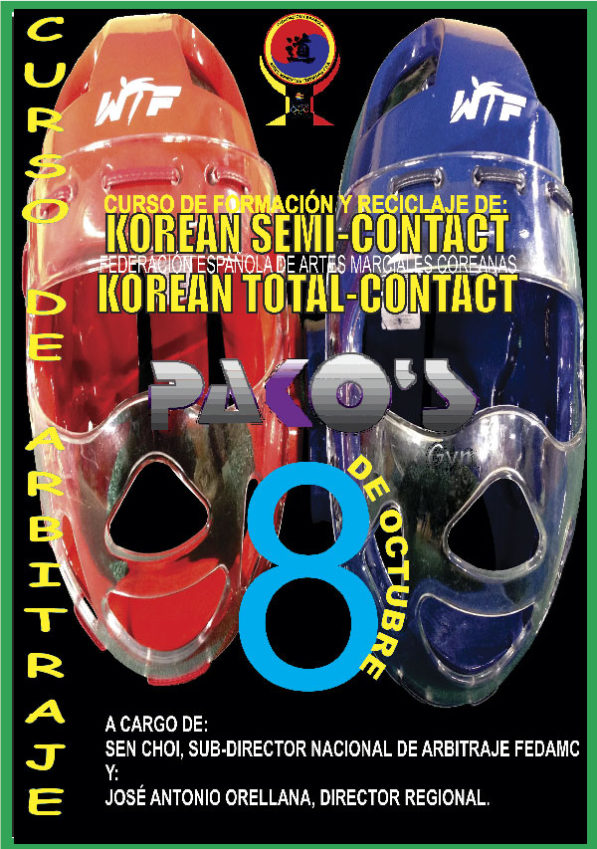 CURSO DE ARBITRAJE
WTF
WTF
道
CURSO DE FORMACIÓN Y RECICLAJE DE:
KOREAN SEMI-CONTACT
FEDERACIÓN ESPAÑOLA DE ARTES MARCIALES COREANAS
KOREAN TOTAL-CONTACT
PACO'S
Gym
8
DE OCTUBRE
A CARGO DE:
SEN CHOI, SUB-DIRECTOR NACIONAL DE ARBITRAJE FEDAMC
Y:
JOSÉ ANTONIO ORELLANA, DIRECTOR REGIONAL.